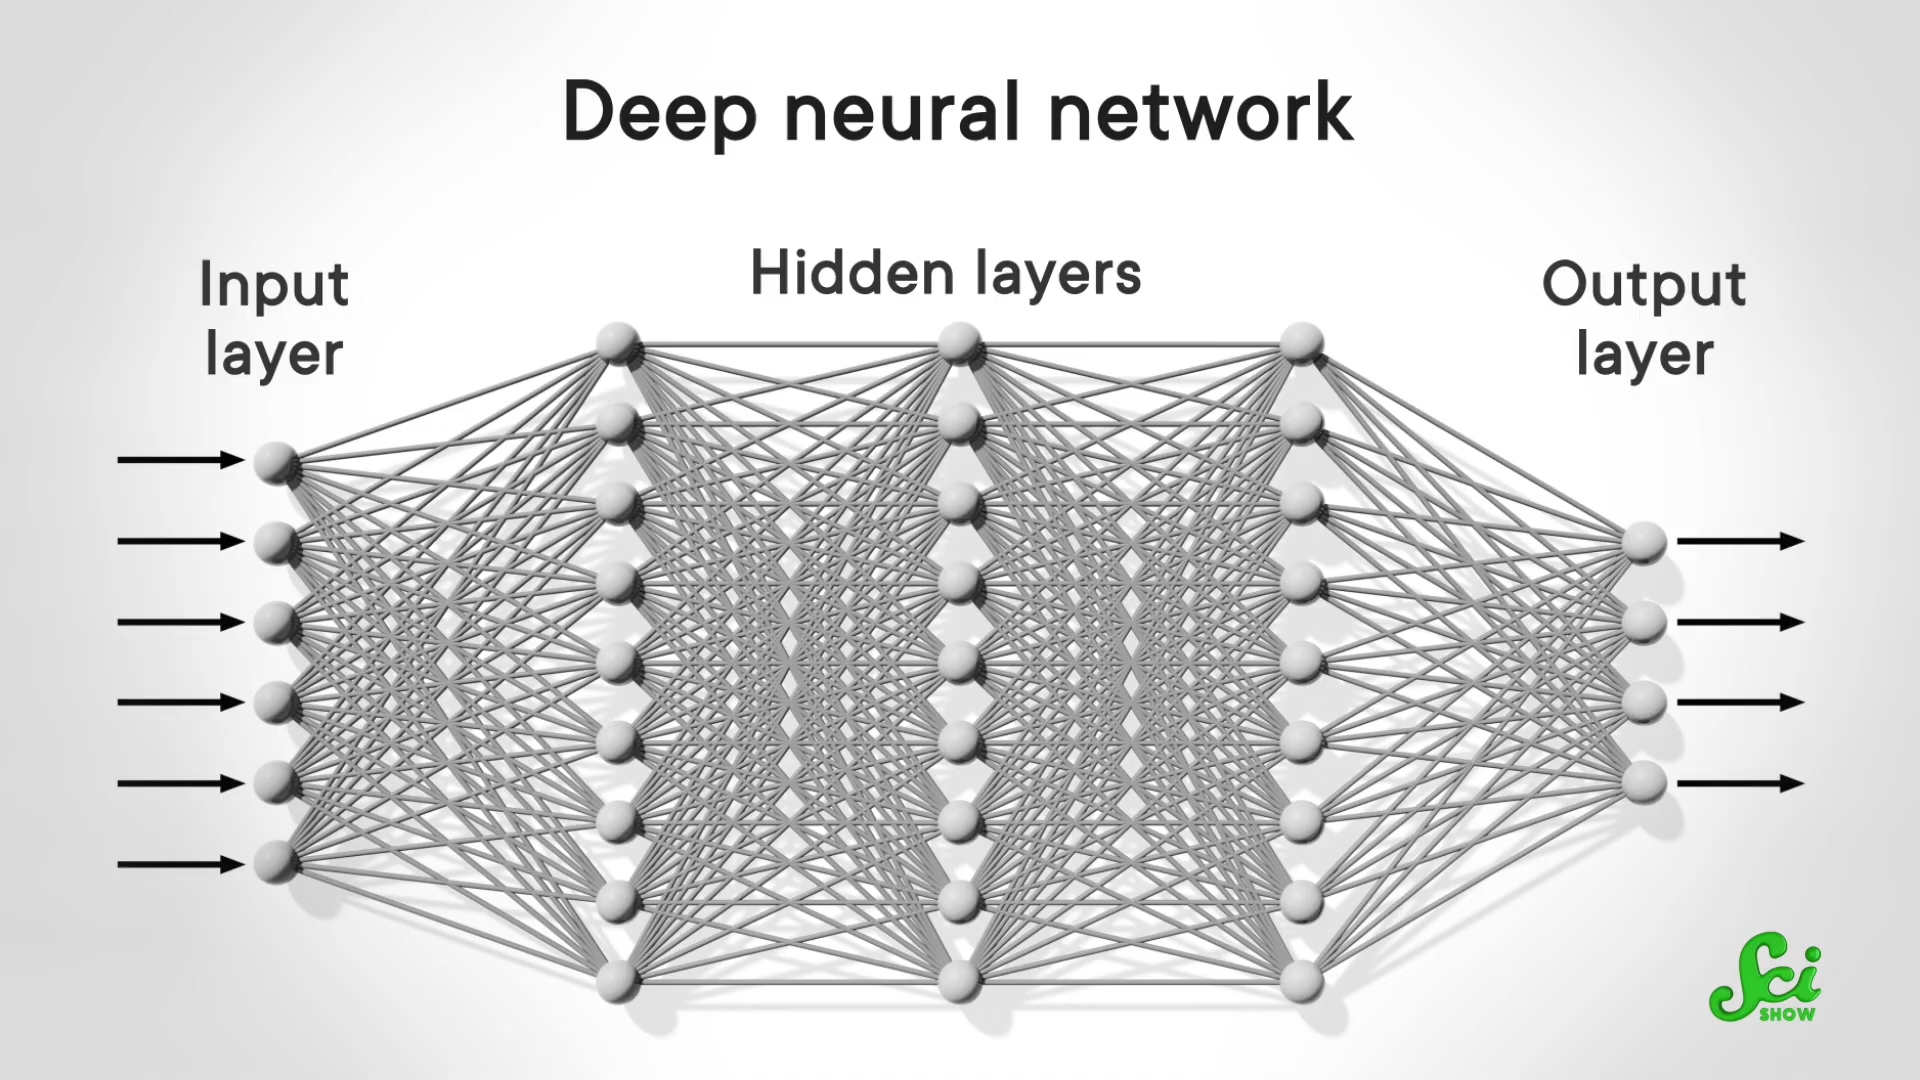 Deep neural network
Hidden layers
Input
layer
Output
layer
Sci
SHOW